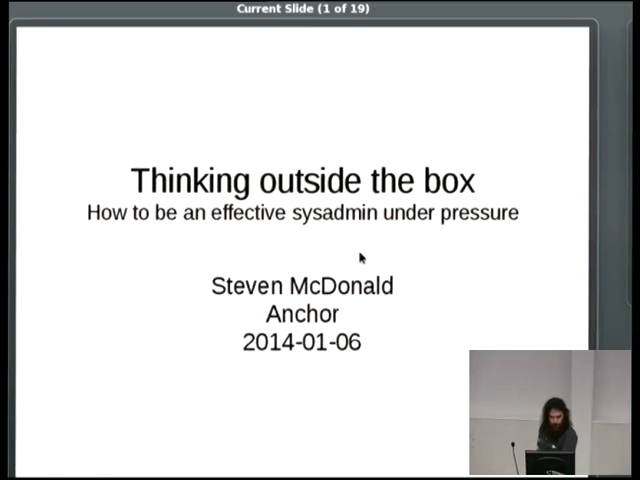 Current Slide (1 of 19)
Thinking outside the box
How to be an effective sysadmin under pressure
Steven McDonald
Anchor
2014-01-06